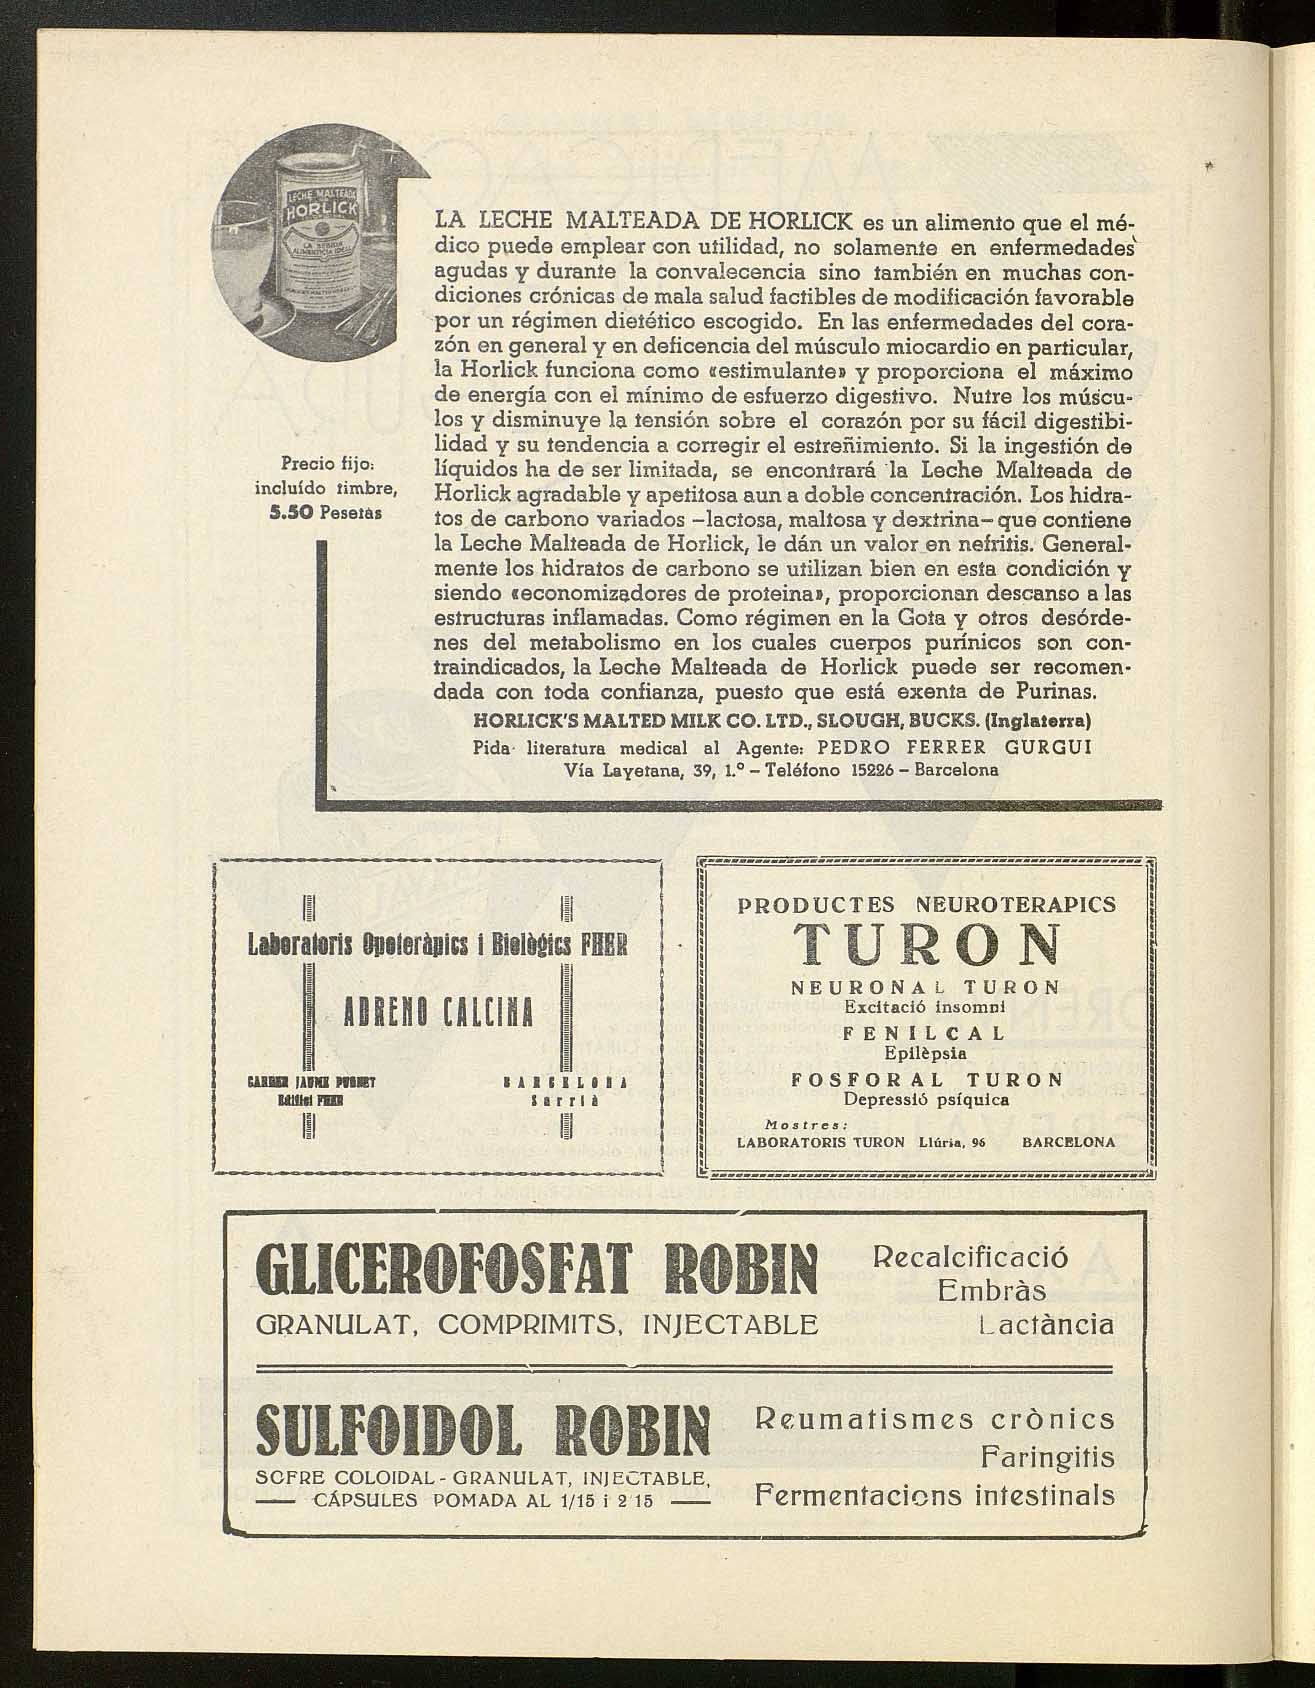 LECHE MALTEADA
HORLICK
LA BEBIDA
ALIMENTICIA IDEAL
LA LECHE MALTEADA DE HORLICK es un alimento que el mé-
dico puede emplear con utilidad, no solamente en enfermedades
agudas y durante la convalecencia sino también en muchas con-
diciones crónicas de mala salud factibles de modificación favorable
por un régimen dietético escogido. En las enfermedades del cora-
zón en general y en deficencia del músculo miocardio en particular,
la Horlick funciona como «estimulante» y proporciona el máximo
de energía con el mínimo de esfuerzo digestivo. Nutre los múscu-
los y disminuye la tensión sobre el corazón por su fácil digestibi-
lidad y su tendencia a corregir el estreñimiento. Si la ingestión de
líquidos ha de ser limitada, se encontrará la Leche Malteada de
Horlick agradable y apetitosa aun a doble concentración. Los hidra-
tos de carbono variados –lactosa, maltosa y dextrina– que contiene
la Leche Malteada de Horlick, le dán un valor en nefritis. General-
mente los hidratos de carbono se utilizan bien en esta condición y
siendo «economizadores de proteina», proporcionan descanso a las
estructuras inflamadas. Como régimen en la Gota y otros desórde-
nes del metabolismo en los cuales cuerpos purínicos son con-
traindicados, la Leche Malteada de Horlick puede ser recomen-
dada con toda confianza, puesto que está exenta de Purinas.
HORLICK'S MALTED MILK CO. LTD., SLOUGH, BUCKS. (Inglaterra)
Pida literatura medical al Agente: PEDRO FERRER GURGUI
Vía Layetana, 39, 1.º – Teléfono 15226 – Barcelona
Precio fijo:
incluído timbre,
5.50 Pesetas
Laboratoris Opoteràpics i Biològics FHER
ADRENO CALCINA
CARRER JAUME PUSSET
Edifici FHER
BARCELONA
Sarrià
PRODUCTES NEUROTERAPICS
TURON
NEURONAL TURON
Excitació insomni
FENILCAL
Epilèpsia
FOSFORAL TURON
Depressió psíquica
Mostres:
LABORATORIS TURON Llúria, 96 BARCELONA
GLICEROFOSFAT ROBIN
GRANULAT, COMPRIMITS, INJECTABLE
Recalcificació
Embràs
Lactància
SULFOIDOL ROBIN
SOFRE COLOIDAL - GRANULAT, INJECTABLE,
CÁPSULES POMADA AL 1/15 i 2 15
Reumatismes crònics
Faringitis
Fermentacions intestinals